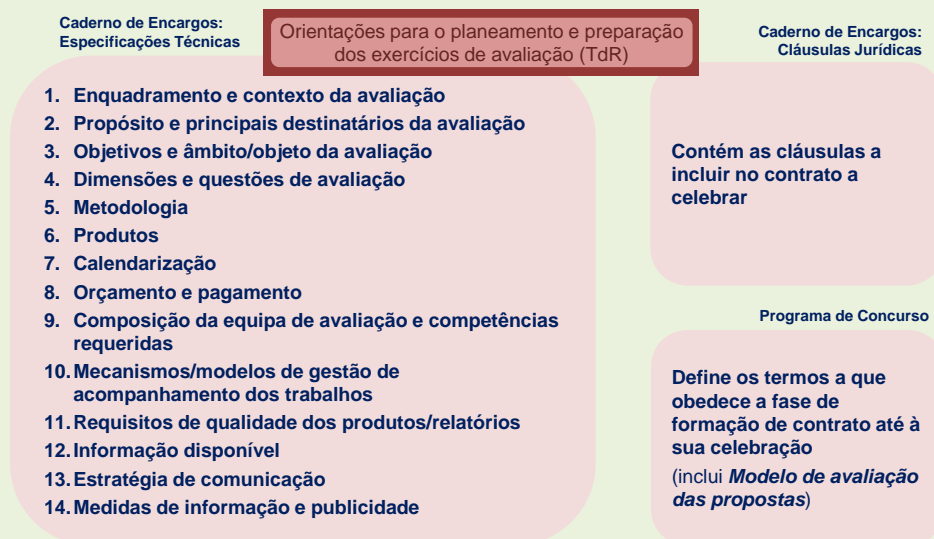 Caderno de Encargos:
Especificações Técnicas
Orientações para o planeamento e preparação
dos exercícios de avaliação (TdR)
1. Enquadramento e contexto da avaliação
2. Propósito e principais destinatários da avaliação
3. Objetivos e âmbito/objeto da avaliação
4. Dimensões e questões de avaliação
5. Metodologia
6. Produtos
7. Calendarização
8. Orçamento e pagamento
9. Composição da equipa de avaliação e competências
requeridas
10. Mecanismos/modelos de gestão de
acompanhamento dos trabalhos
11. Requisitos de qualidade dos produtos/relatórios
12. Informação disponível
13. Estratégia de comunicação
14. Medidas de informação e publicidade
Caderno de Encargos:
Cláusulas Jurídicas
Contém as cláusulas a
incluir no contrato a
celebrar
Programa de Concurso
Define os termos a que
obedece a fase de
formação de contrato até à
sua celebração
(inclui Modelo de avaliação
das propostas)